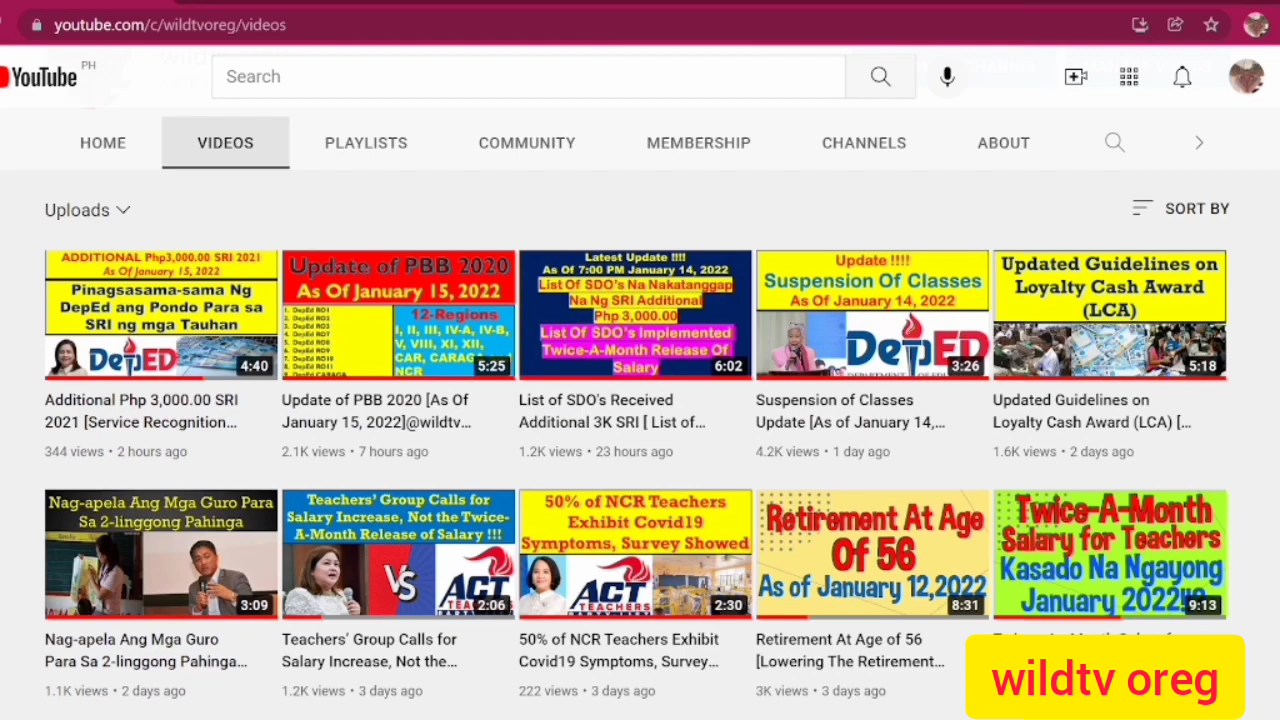 youtube.com/c/wildtvoreg/videos
YouTube PH
Search
HOME VIDEOS PLAYLISTS COMMUNITY MEMBERSHIP CHANNELS ABOUT
Uploads SORT BY
ADDITIONAL Php3,000.00 SRI 2021
As Of January 15, 2022
Pinagsasama-sama Ng
DepEd ang Pondo Para sa
SRI ng mga Tauhan
DepED
4:40
Update of PBB 2020
As Of January 15, 2022
1. DepEd RO1
12-Regions
I, II, III, IV-A, IV-B,
V, VIII, XI, XII,
CAR, CARAG
NCR
5:25
Latest Update !!!!
As Of 7:00 PM January 14, 2022
List Of SDO's Na Nakatanggap
Na Ng SRI Additional
Php 3,000.00
List Of SDO's Implemented
Twice-A-Month Release Of
Salary
6:02
Update !!!!
Suspension Of Classes
As Of January 14, 2022
DepED
3:26
Updated Guidelines on
Loyalty Cash Award
(LCA)
5:18
Additional Php 3,000.00 SRI
2021 [Service Recognition...
344 views • 2 hours ago
Update of PBB 2020 [As Of
January 15, 2022]@wildtv...
2.1K views • 7 hours ago
List of SDO's Received
Additional 3K SRI [ List of...
1.2K views • 23 hours ago
Suspension of Classes
Update [As of January 14,...
4.2K views • 1 day ago
Updated Guidelines on
Loyalty Cash Award (LCA) [...
1.6K views • 2 days ago
Nag-apela Ang Mga Guro Para
Sa 2-linggong Pahinga
3:09
Teachers' Group Calls for
Salary Increase, Not the Twice-
A-Month Release of Salary !!!
VS
ACT
2:06
50% of NCR Teachers
Exhibit Covid19
Symptoms, Survey Showed
ACT
TEACHERS
2:30
Retirement At Age
Of 56
As of January 12,2022
8:31
Twice-A-Month
Salary for Teachers
Kasado Na Ngayong
January 2022!!
9:13
Nag-apela Ang Mga Guro
Para Sa 2-linggong Pahinga...
1.1K views • 2 days ago
Teachers' Group Calls for
Salary Increase, Not the...
1.2K views • 3 days ago
50% of NCR Teachers Exhibit
Covid19 Symptoms, Survey...
222 views • 3 days ago
Retirement At Age of 56
[Lowering The Retirement...
3K views • 3 days ago
wildtv oreg